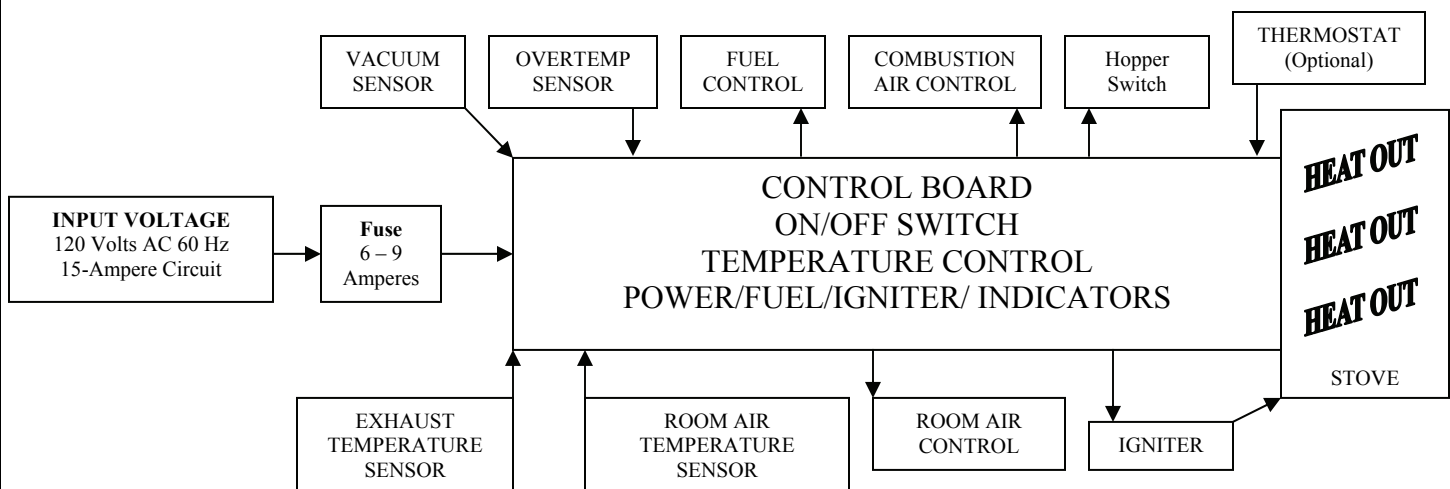 VACUUM
SENSOR
OVERTEMP
SENSOR
FUEL
CONTROL
COMBUSTION
AIR CONTROL
Hopper
Switch
THERMOSTAT
(Optional)
INPUT VOLTAGE
120 Volts AC 60 Hz
15-Ampere Circuit
Fuse
6 – 9
Amperes
CONTROL BOARD
ON/OFF SWITCH
TEMPERATURE CONTROL
POWER/FUEL/IGNITER/ INDICATORS
HEAT OUT
HEAT OUT
HEAT OUT
STOVE
EXHAUST
TEMPERATURE
SENSOR
ROOM AIR
TEMPERATURE
SENSOR
ROOM AIR
CONTROL
IGNITER